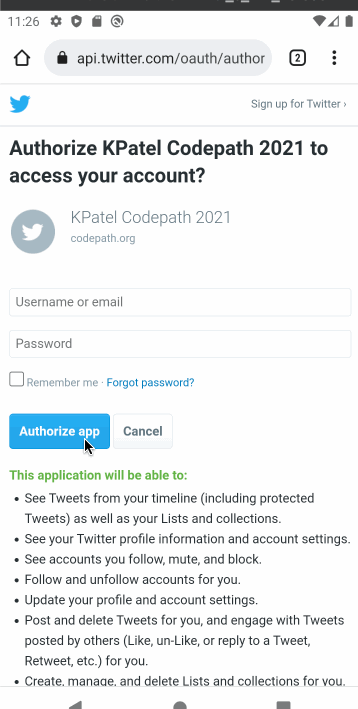 11:26
api.twitter.com/oauth/author
2
Sign up for Twitter ›
Authorize KPatel Codepath 2021 to
access your account?
KPatel Codepath 2021
codepath.org
Username or email
Password
Remember me · Forgot password?
Authorize app
Cancel
This application will be able to:
• See Tweets from your timeline (including protected
Tweets) as well as your Lists and collections.
• See your Twitter profile information and account settings.
• See accounts you follow, mute, and block.
• Follow and unfollow accounts for you.
• Update your profile and account settings.
• Post and delete Tweets for you, and engage with Tweets
posted by others (Like, un-Like, or reply to a Tweet,
Retweet, etc.) for you.
• Create, manage, and delete Lists and collections for you.